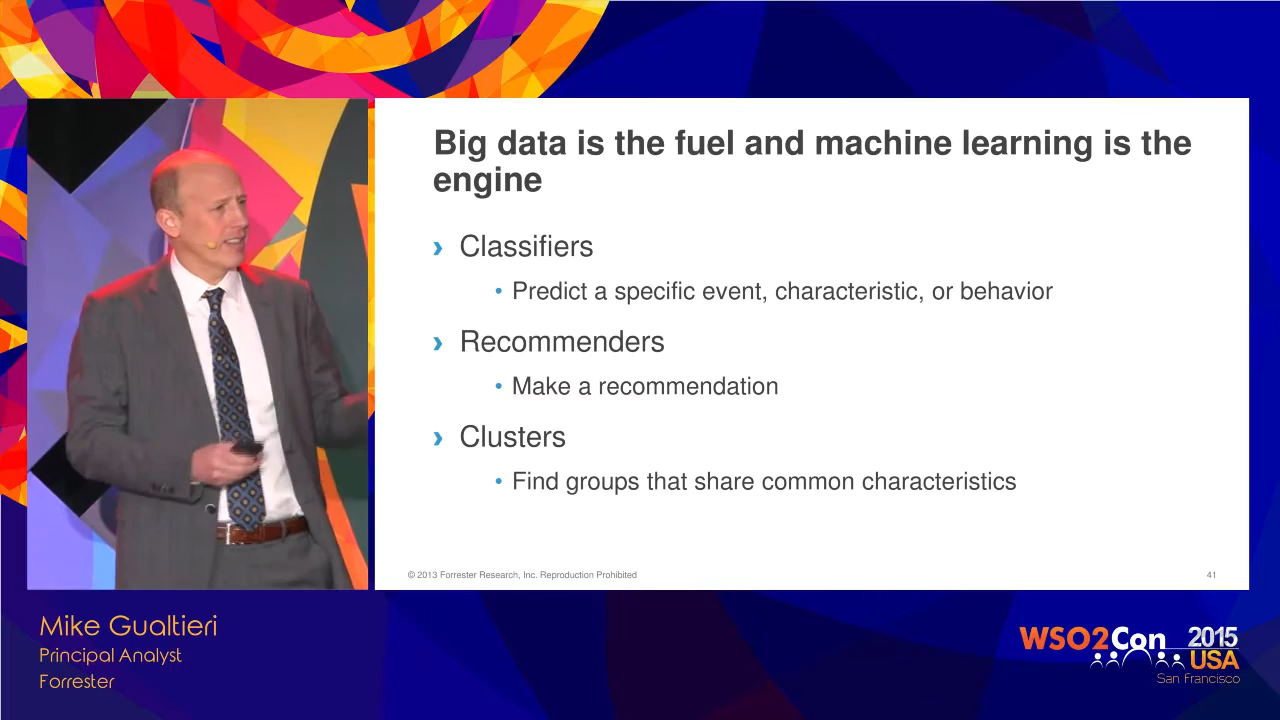 Big data is the fuel and machine learning is the
engine
› Classifiers
• Predict a specific event, characteristic, or behavior
› Recommenders
• Make a recommendation
› Clusters
• Find groups that share common characteristics
© 2013 Forrester Research, Inc. Reproduction Prohibited
41
Mike Gualtieri
Principal Analyst
Forrester
WSO2Con 2015
USA
San Francisco